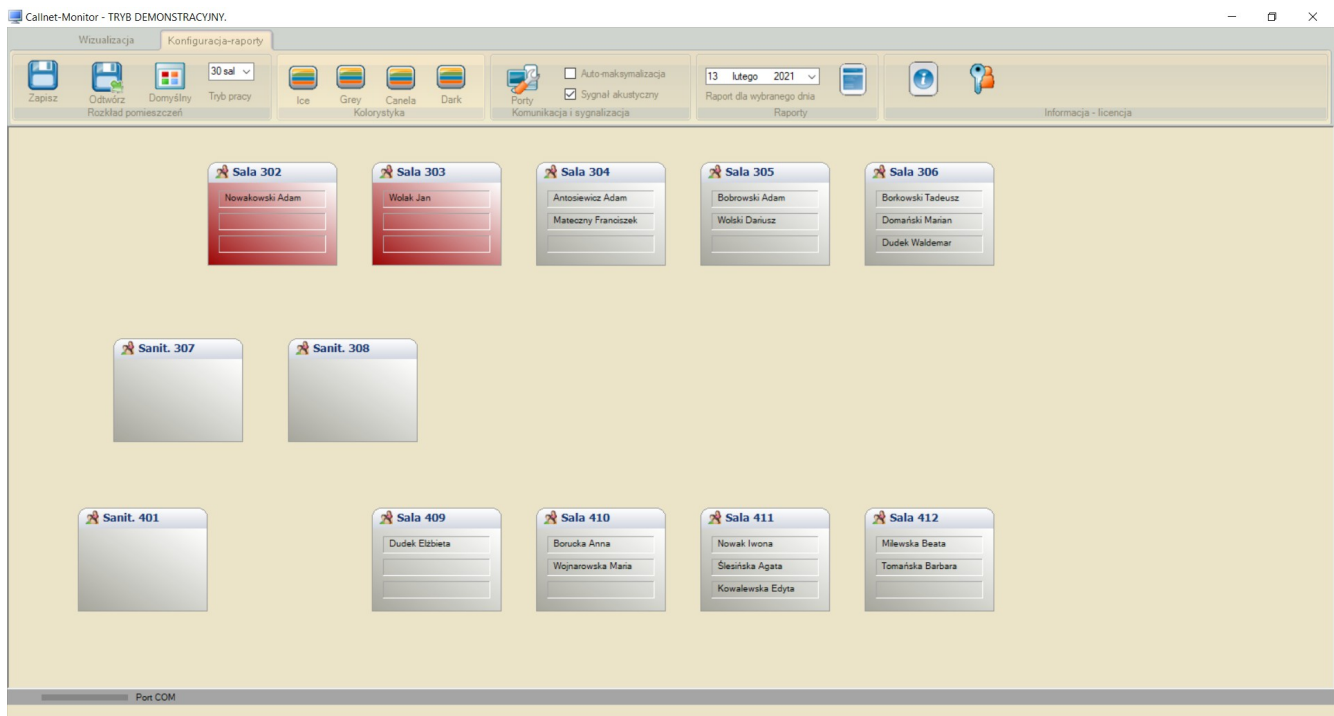 Callnet-Monitor - TRYB DEMONSTRACYJNY.
Wizualizacja Konfiguracja-raporty
Zapisz Odtwórz Domyślny 30 sal Tryb pracy
Rozkład pomieszczeń
Ice Grey Canela Dark
Kolorystyka
Porty Auto-maksymalizacja
Sygnał akustyczny
Komunikacja i sygnalizacja
13 lutego 2021
Raport dla wybranego dnia
Raporty
Informacja - licencja
Sala 302
Nowakowski Adam
Sala 303
Wolak Jan
Sala 304
Antosiewicz Adam
Mateczny Franciszek
Sala 305
Bobrowski Adam
Wolski Dariusz
Sala 306
Borkowski Tadeusz
Domański Marian
Dudek Waldemar
Sanit. 307
Sanit. 308
Sanit. 401
Sala 409
Dudek Elżbieta
Sala 410
Borucka Anna
Wojnarowska Maria
Sala 411
Nowak Iwona
Ślesińska Agata
Kowalewska Edyta
Sala 412
Milewska Beata
Tomańska Barbara
Port COM